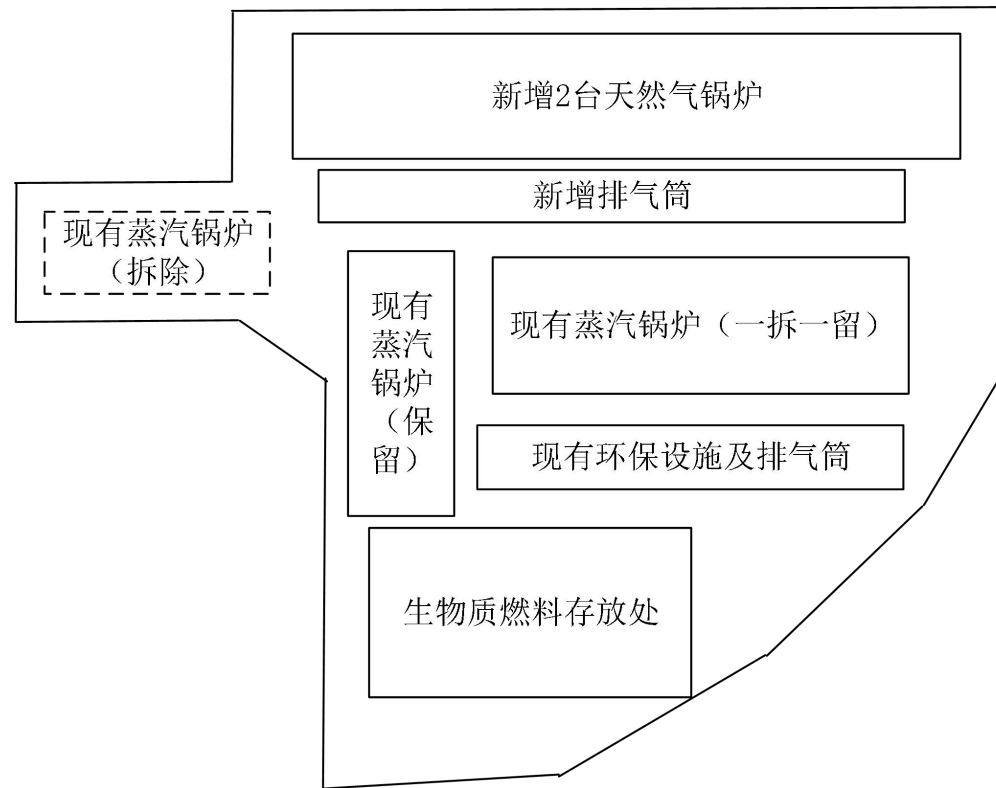 新增2台天然气锅炉
新增排气筒
现有蒸汽锅炉
（拆除）
现有
蒸汽
锅炉
（保
留）
现有蒸汽锅炉（一拆一留）
现有环保设施及排气筒
生物质燃料存放处